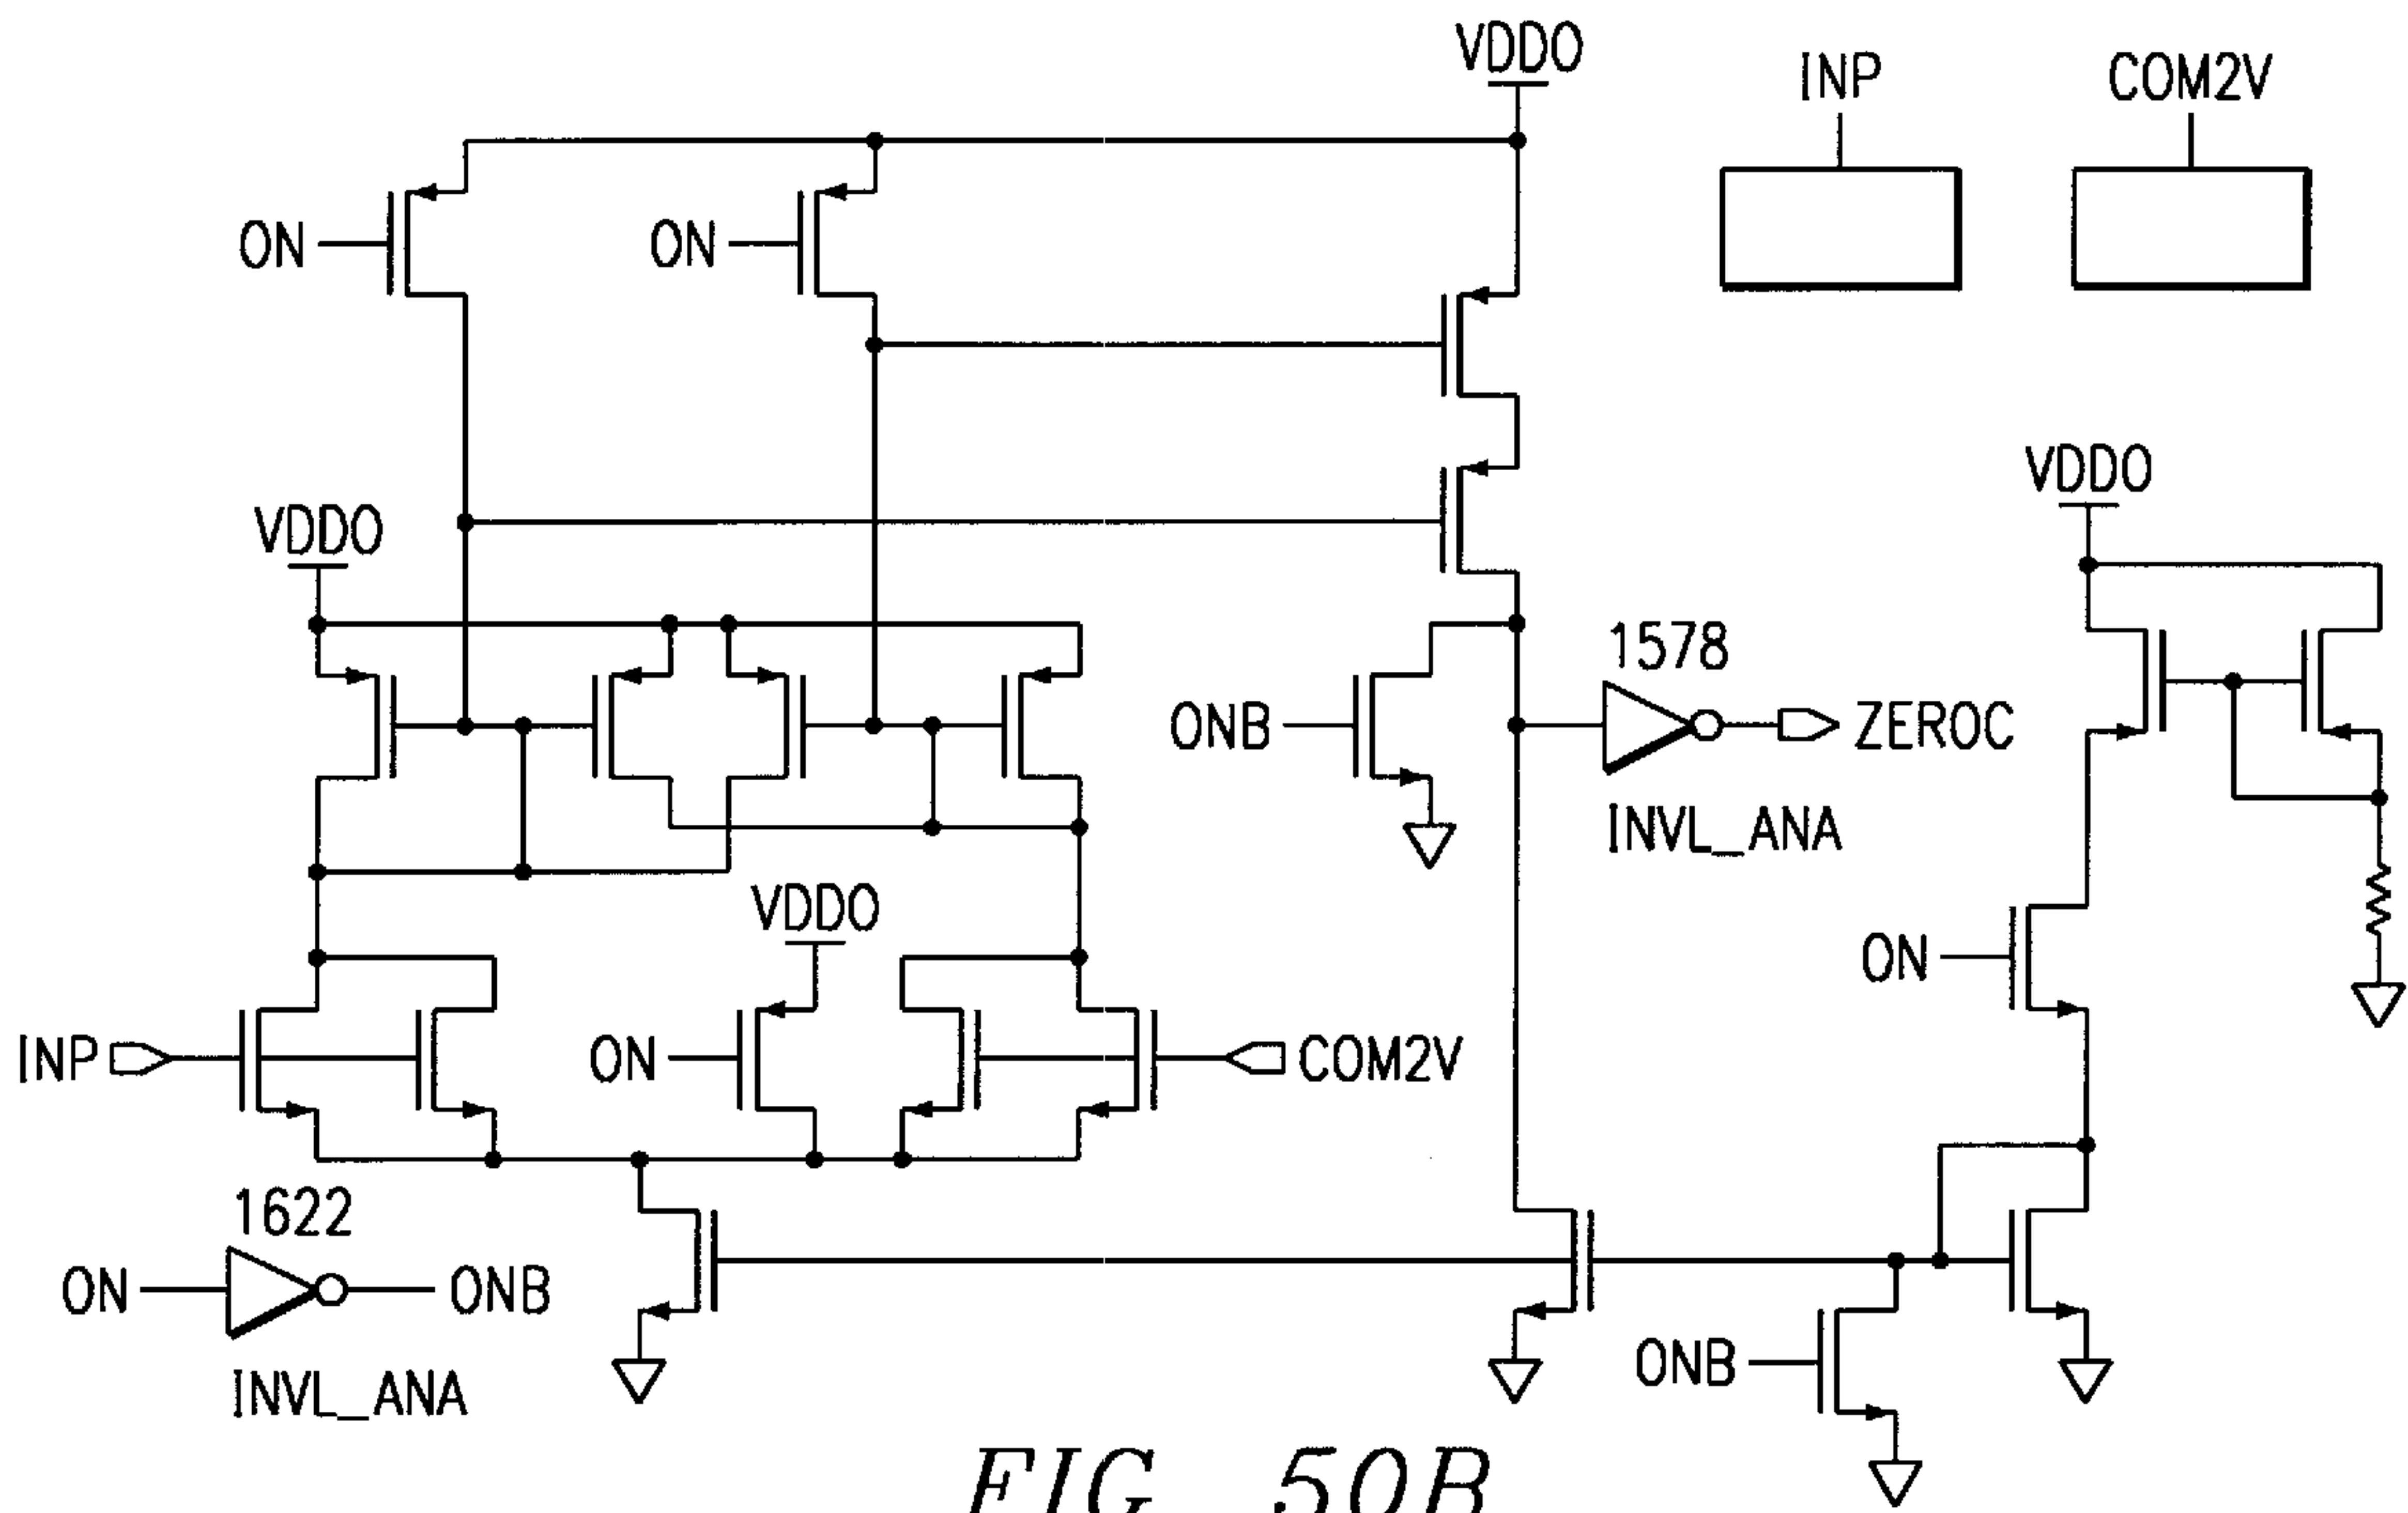 VDDO
INP
COM2V
ON
ON
VDDO
VDDO
1578
ONB
ZEROC
INVL_ANA
VDDO
ON
INP
ON
COM2V
1622
ON
ONB
INVL_ANA
ONB
FIG 50B